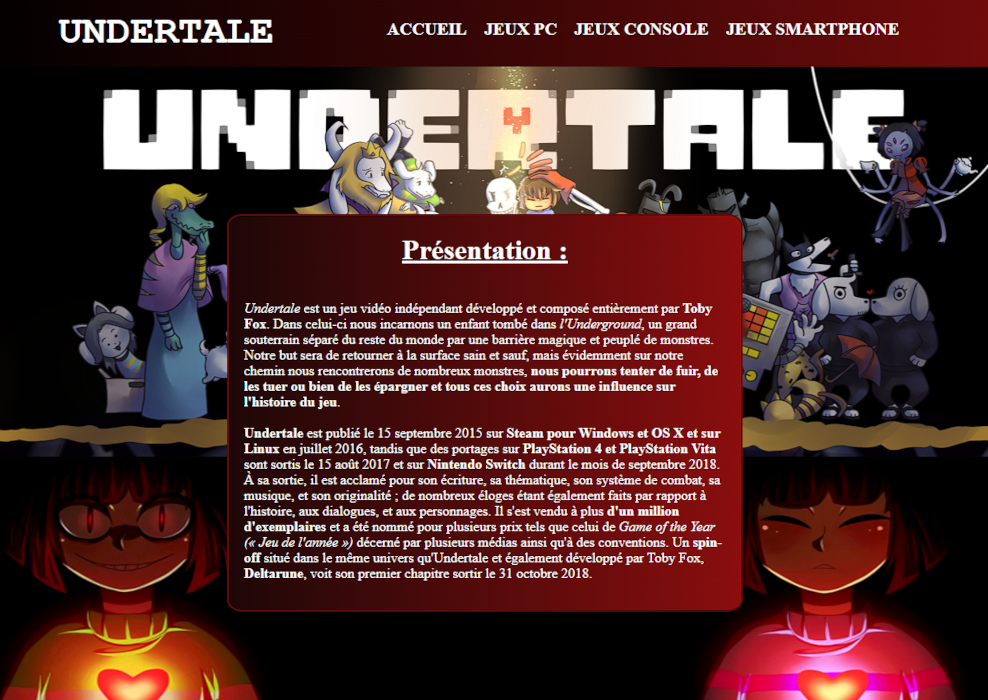 UNDERTALE
ACCUEIL JEUX PC JEUX CONSOLE JEUX SMARTPHONE
UNDERTALE
Présentation :
Undertale est un jeu vidéo indépendant développé et composé entièrement par Toby
Fox. Dans celui-ci nous incarnons un enfant tombé dans l'Underground, un grand
souterrain séparé du reste du monde par une barrière magique et peuplé de monstres.
Notre but sera de retourner à la surface sain et sauf, mais évidemment sur notre
chemin nous rencontrerons de nombreux monstres, nous pourrons tenter de fuir, de
les tuer ou bien de les épargner et tous ces choix aurons une influence sur
l'histoire du jeu.
Undertale est publié le 15 septembre 2015 sur Steam pour Windows et OS X et sur
Linux en juillet 2016, tandis que des portages sur PlayStation 4 et PlayStation Vita
sont sortis le 15 août 2017 et sur Nintendo Switch durant le mois de septembre 2018.
À sa sortie, il est acclamé pour son écriture, sa thématique, son système de combat, sa
musique, et son originalité ; de nombreux éloges étant également faits par rapport à
l'histoire, aux dialogues, et aux personnages. Il s'est vendu à plus d'un million
d'exemplaires et a été nommé pour plusieurs prix tels que celui de Game of the Year
(« Jeu de l'année ») décerné par plusieurs médias ainsi qu'à des conventions. Un spin-
off situé dans le même univers qu'Undertale et également développé par Toby Fox,
Deltarune, voit son premier chapitre sortir le 31 octobre 2018.